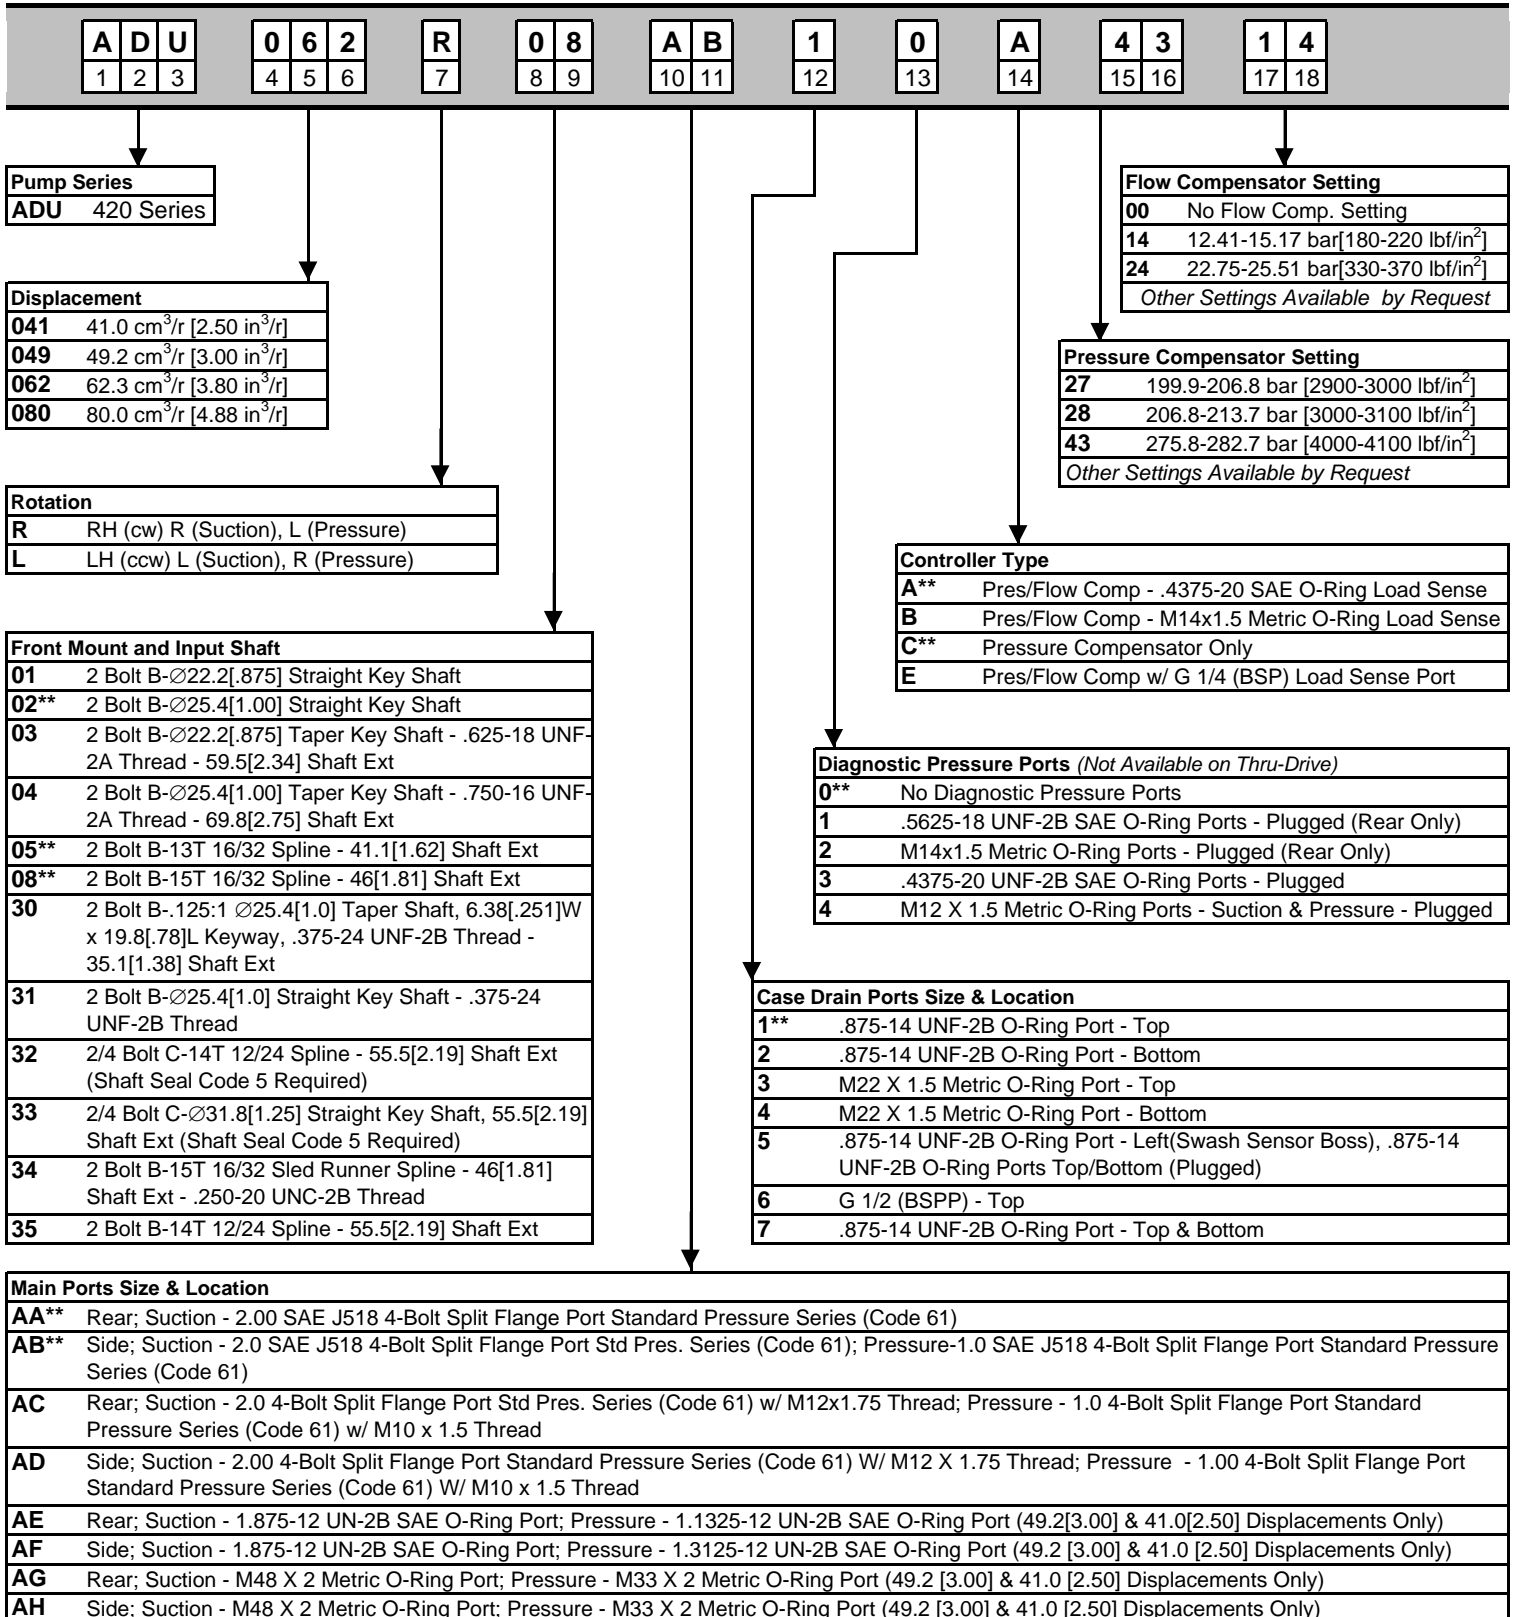 A D U 0 6 2 R 0 8 A B 1 0 A 4 3 1 4
1 2 3 4 5 6 7 8 9 10 11 12 13 14 15 16 17 18
Pump Series
ADU 420 Series
Flow Compensator Setting
00 No Flow Comp. Setting
14 12.41-15.17 bar[180-220 lbf/in²]
24 22.75-25.51 bar[330-370 lbf/in²]
Other Settings Available by Request
Displacement
041 41.0 cm³/r [2.50 in³/r]
049 49.2 cm³/r [3.00 in³/r]
062 62.3 cm³/r [3.80 in³/r]
080 80.0 cm³/r [4.88 in³/r]
Pressure Compensator Setting
27 199.9-206.8 bar [2900-3000 lbf/in²]
28 206.8-213.7 bar [3000-3100 lbf/in²]
43 275.8-282.7 bar [4000-4100 lbf/in²]
Other Settings Available by Request
Rotation
R RH (cw) R (Suction), L (Pressure)
L LH (ccw) L (Suction), R (Pressure)
Controller Type
A** Pres/Flow Comp - .4375-20 SAE O-Ring Load Sense
B Pres/Flow Comp - M14x1.5 Metric O-Ring Load Sense
C** Pressure Compensator Only
E Pres/Flow Comp w/ G 1/4 (BSP) Load Sense Port
Front Mount and Input Shaft
01 2 Bolt B-∅22.2[.875] Straight Key Shaft
02** 2 Bolt B-∅25.4[1.00] Straight Key Shaft
03 2 Bolt B-∅22.2[.875] Taper Key Shaft - .625-18 UNF-
2A Thread - 59.5[2.34] Shaft Ext
04 2 Bolt B-∅25.4[1.00] Taper Key Shaft - .750-16 UNF-
2A Thread - 69.8[2.75] Shaft Ext
05** 2 Bolt B-13T 16/32 Spline - 41.1[1.62] Shaft Ext
08** 2 Bolt B-15T 16/32 Spline - 46[1.81] Shaft Ext
30 2 Bolt B-.125:1 ∅25.4[1.0] Taper Shaft, 6.38[.251]W
x 19.8[.78]L Keyway, .375-24 UNF-2B Thread -
35.1[1.38] Shaft Ext
31 2 Bolt B-∅25.4[1.0] Straight Key Shaft - .375-24
UNF-2B Thread
32 2/4 Bolt C-14T 12/24 Spline - 55.5[2.19] Shaft Ext
(Shaft Seal Code 5 Required)
33 2/4 Bolt C-∅31.8[1.25] Straight Key Shaft, 55.5[2.19]
Shaft Ext (Shaft Seal Code 5 Required)
34 2 Bolt B-15T 16/32 Sled Runner Spline - 46[1.81]
Shaft Ext - .250-20 UNC-2B Thread
35 2 Bolt B-14T 12/24 Spline - 55.5[2.19] Shaft Ext
Diagnostic Pressure Ports (Not Available on Thru-Drive)
0** No Diagnostic Pressure Ports
1 .5625-18 UNF-2B SAE O-Ring Ports - Plugged (Rear Only)
2 M14x1.5 Metric O-Ring Ports - Plugged (Rear Only)
3 .4375-20 UNF-2B SAE O-Ring Ports - Plugged
4 M12 X 1.5 Metric O-Ring Ports - Suction & Pressure - Plugged
Case Drain Ports Size & Location
1** .875-14 UNF-2B O-Ring Port - Top
2 .875-14 UNF-2B O-Ring Port - Bottom
3 M22 X 1.5 Metric O-Ring Port - Top
4 M22 X 1.5 Metric O-Ring Port - Bottom
5 .875-14 UNF-2B O-Ring Port - Left(Swash Sensor Boss), .875-14
UNF-2B O-Ring Ports Top/Bottom (Plugged)
6 G 1/2 (BSPP) - Top
7 .875-14 UNF-2B O-Ring Port - Top & Bottom
Main Ports Size & Location
AA** Rear; Suction - 2.00 SAE J518 4-Bolt Split Flange Port Standard Pressure Series (Code 61)
AB** Side; Suction - 2.0 SAE J518 4-Bolt Split Flange Port Std Pres. Series (Code 61); Pressure-1.0 SAE J518 4-Bolt Split Flange Port Standard Pressure
Series (Code 61)
AC Rear; Suction - 2.0 4-Bolt Split Flange Port Std Pres. Series (Code 61) w/ M12x1.75 Thread; Pressure - 1.0 4-Bolt Split Flange Port Standard
Pressure Series (Code 61) w/ M10 x 1.5 Thread
AD Side; Suction - 2.00 4-Bolt Split Flange Port Standard Pressure Series (Code 61) W/ M12 X 1.75 Thread; Pressure - 1.00 4-Bolt Split Flange Port
Standard Pressure Series (Code 61) W/ M10 x 1.5 Thread
AE Rear; Suction - 1.875-12 UN-2B SAE O-Ring Port; Pressure - 1.1325-12 UN-2B SAE O-Ring Port (49.2[3.00] & 41.0[2.50] Displacements Only)
AF Side; Suction - 1.875-12 UN-2B SAE O-Ring Port; Pressure - 1.3125-12 UN-2B SAE O-Ring Port (49.2 [3.00] & 41.0 [2.50] Displacements Only)
AG Rear; Suction - M48 X 2 Metric O-Ring Port; Pressure - M33 X 2 Metric O-Ring Port (49.2 [3.00] & 41.0 [2.50] Displacements Only)
AH Side; Suction - M48 X 2 Metric O-Ring Port; Pressure - M33 X 2 Metric O-Ring Port (49.2 [3.00] & 41.0 [2.50] Displacements Only)